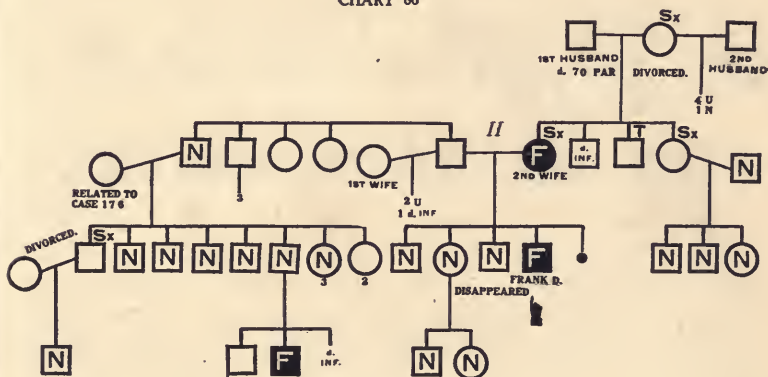 CHART 66
Sx
1ST HUSBAND
d. 70 PAR
DIVORCED.
2ND
HUSBAND
4 U
1 N
II
N
3
1ST WIFE
2 U
1 d. INF
Sx
F
2ND WIFE
d.
INF.
T
Sx
N
RELATED TO
CASE 176
DIVORCED.
Sx
N
N
N
N
N
N
3
2
N
N
N
F
FRANK D.
DISAPPEARED
N
N
N
N
F
d.
INF.
N
N